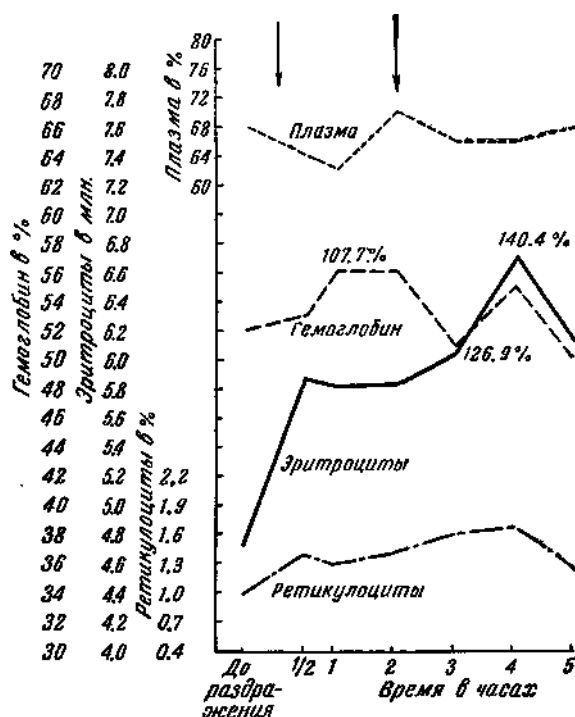 80
70 8.0 76
68 7.8 72
66 7.6 68
64 7.4 64
62 7.2 60
60 7.0
58 6.8
56 6.6
54 6.4
52 6.2
50 6.0
48 5.8
46 5.6
44 5.4
42 5.2 2,2
40 5.0 1.9
38 4.8 1.6
36 4.6 1.3
34 4.4 1.0
32 4.2 0.7
30 4.0 0.4
Гемоглобин в %
Эритроциты в млн.
Ретикулоциты в %
Плазма в %
Плазма
107.7%
140.4%
Гемоглобин
126.9%
Эритроциты
Ретикулоциты
До 1/2 1 2 3 4 5
раздра- Время в часах
жения